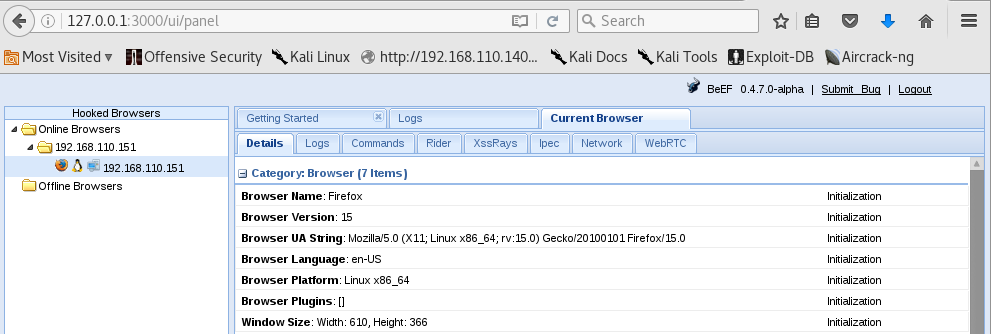 127.0.0.1:3000/ui/panel Search
Most Visited Offensive Security Kali Linux http://192.168.110.140... Kali Docs Kali Tools Exploit-DB Aircrack-ng
BeEF 0.4.7.0-alpha | Submit Bug | Logout
Hooked Browsers
Getting Started Logs Current Browser
Online Browsers
192.168.110.151
192.168.110.151
Offline Browsers
Details Logs Commands Rider XssRays Ipec Network WebRTC
Category: Browser (7 Items)
Browser Name: Firefox Initialization
Browser Version: 15 Initialization
Browser UA String: Mozilla/5.0 (X11; Linux x86_64; rv:15.0) Gecko/20100101 Firefox/15.0 Initialization
Browser Language: en-US Initialization
Browser Platform: Linux x86_64 Initialization
Browser Plugins: [] Initialization
Window Size: Width: 610, Height: 366 Initialization